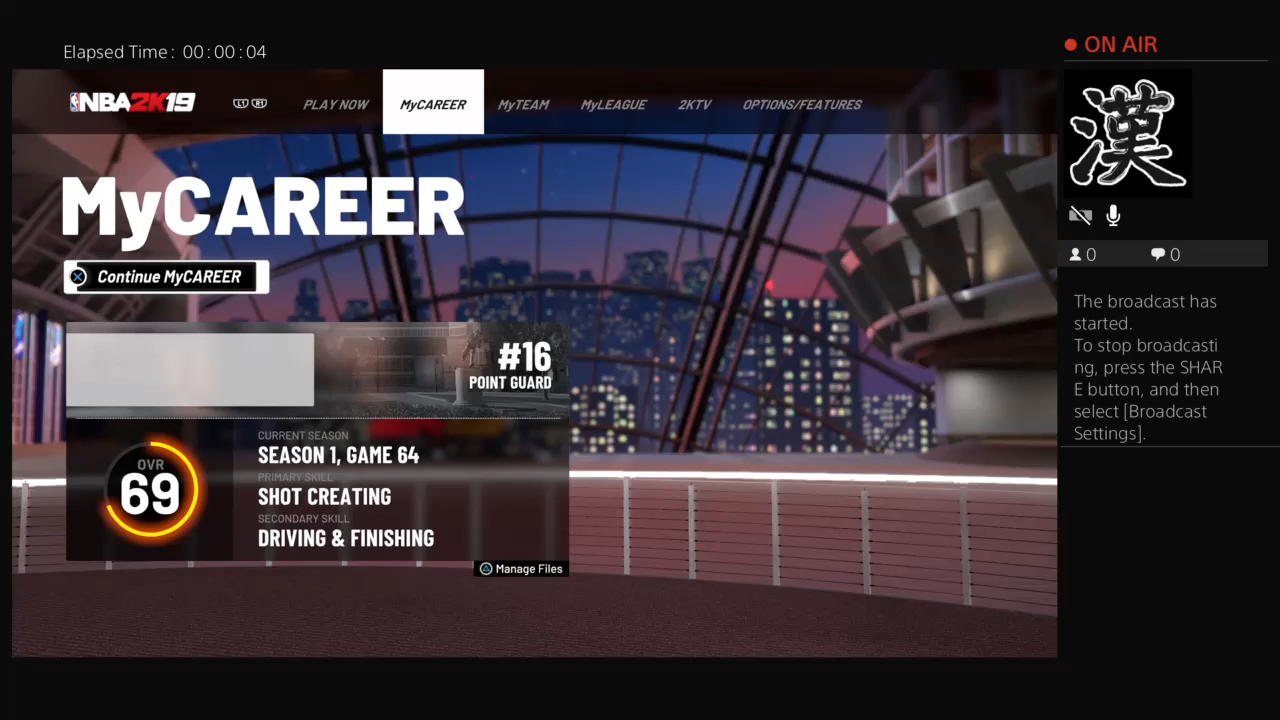 Elapsed Time: 00:00:04
ON AIR
NBA2K19 L1 R1 PLAY NOW MyCAREER MyTEAM MyLEAGUE 2KTV OPTIONS/FEATURES
漢
MyCAREER
Continue MyCAREER
0 0
#16
POINT GUARD
The broadcast has
started.
To stop broadcasti
ng, press the SHAR
E button, and then
select [Broadcast
Settings].
OVR
69
CURRENT SEASON
SEASON 1, GAME 64
PRIMARY SKILL
SHOT CREATING
SECONDARY SKILL
DRIVING & FINISHING
Manage Files